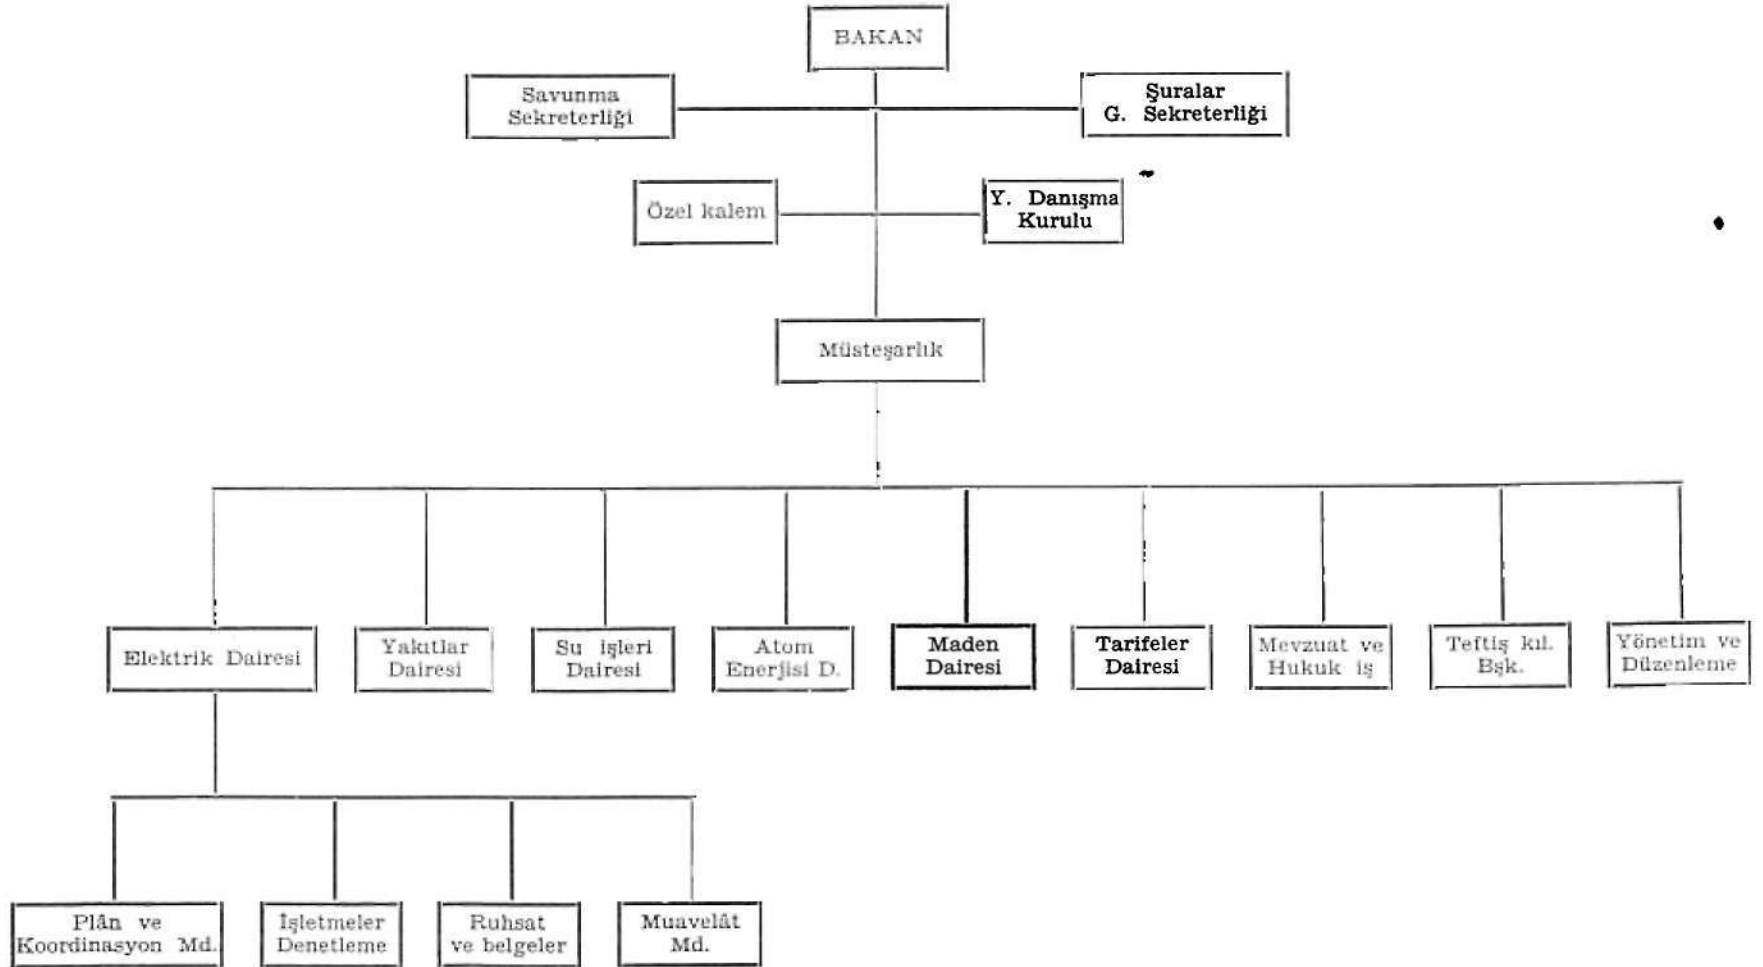 BAKAN
Savunma
Sekreterliği
Şuralar
G. Sekreterliği
Özel kalem
Y. Danışma
Kurulu
Müsteşarlık
Elektrik Dairesi
Yakıtlar
Dairesi
Su işleri
Dairesi
Atom
Enerjisi D.
Maden
Dairesi
Tarifeler
Dairesi
Mevzuat ve
Hukuk iş
Teftiş kıl.
Bşk.
Yönetim ve
Düzenleme
Plân ve
Koordinasyon Md.
İşletmeler
Denetleme
Ruhsat
ve belgeler
Muavelât
Md.